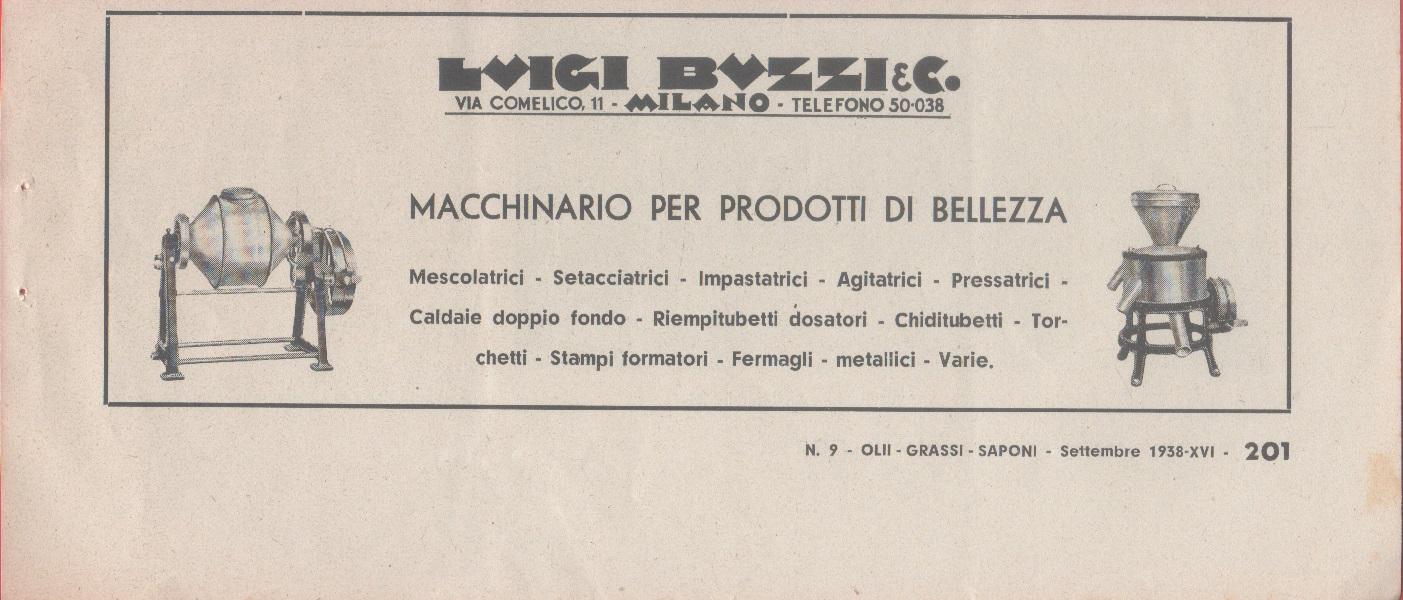 LUIGI BUZZI & C.
VIA COMELICO, 11 - MILANO - TELEFONO 50-038
MACCHINARIO PER PRODOTTI DI BELLEZZA
Mescolatrici - Setacciatrici - Impastatrici - Agitatrici - Pressatrici -
Caldaie doppio fondo - Riempitubetti dosatori - Chiditubetti - Tor-
chetti - Stampi formatori - Fermagli - metallici - Varie.
N. 9 - OLII - GRASSI - SAPONI - Settembre 1938-XVI - 201